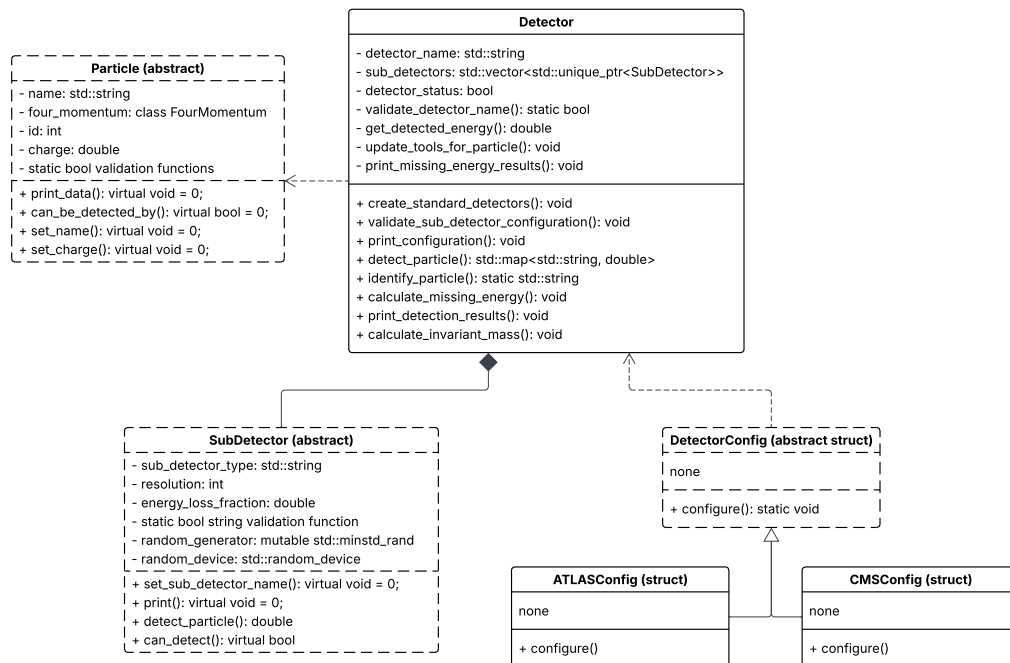 Detector
- detector_name: std::string
- sub_detectors: std::vector<std::unique_ptr<SubDetector>>
- detector_status: bool
- validate_detector_name(): static bool
- get_detected_energy(): double
- update_tools_for_particle(): void
- print_missing_energy_results(): void
+ create_standard_detectors(): void
+ validate_sub_detector_configuration(): void
+ print_configuration(): void
+ detect_particle(): std::map<std::string, double>
+ identify_particle(): static std::string
+ calculate_missing_energy(): void
+ print_detection_results(): void
+ calculate_invariant_mass(): void
Particle (abstract)
- name: std::string
- four_momentum: class FourMomentum
- id: int
- charge: double
- static bool validation functions
+ print_data(): virtual void = 0;
+ can_be_detected_by(): virtual bool = 0;
+ set_name(): virtual void = 0;
+ set_charge(): virtual void = 0;
SubDetector (abstract)
- sub_detector_type: std::string
- resolution: int
- energy_loss_fraction: double
- static bool string validation function
- random_generator: mutable std::minstd_rand
- random_device: std::random_device
+ set_sub_detector_name(): virtual void = 0;
+ print(): virtual void = 0;
+ detect_particle(): double
+ can_detect(): virtual bool
DetectorConfig (abstract struct)
none
+ configure(): static void
ATLASConfig (struct)
none
+ configure()
CMSConfig (struct)
none
+ configure()